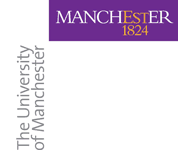 MANCHESTER
1824
The University
of Manchester